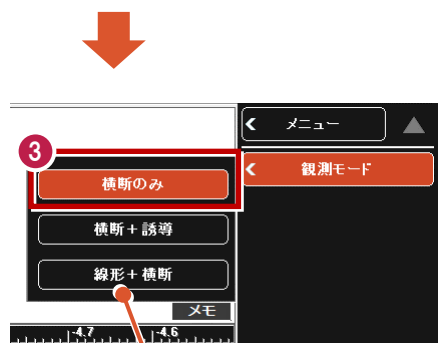 メニュー
3
横断のみ
観測モード
横断+誘導
線形+横断
メモ
-4.7 -4.6